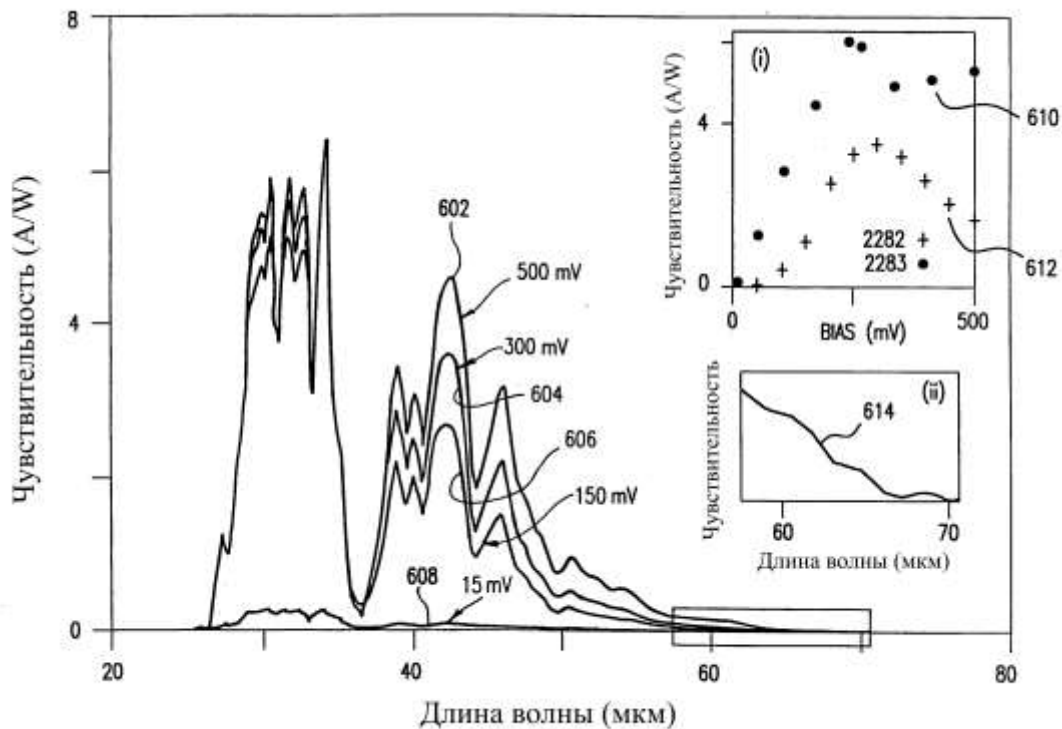 8
4
0
Чувствительность (A/W)
20
40
60
80
Длина волны (мкм)
602
500 mV
300 mV
604
606
150 mV
608
15 mV
(i)
Чувствительность (A/W)
4
0
610
2282 +
2283 ●
612
0
500
BIAS (mV)
(ii)
Чувствительность
614
60
70
Длина волны (мкм)